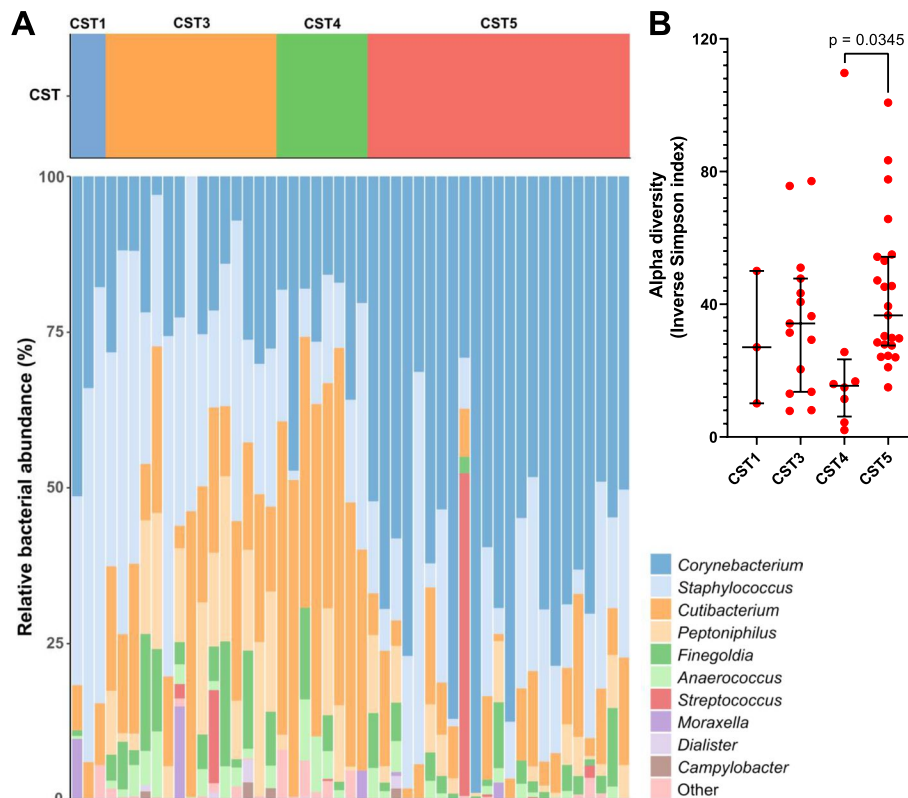 A
CST1
CST3
CST4
CST5
CST
100
75
50
25
0
Relative bacterial abundance (%)
B
p = 0.0345
120
80
40
0
Alpha diversity
(Inverse Simpson index)
CST1
CST3
CST4
CST5
Corynebacterium
Staphylococcus
Cutibacterium
Peptoniphilus
Finegoldia
Anaerococcus
Streptococcus
Moraxella
Dialister
Campylobacter
Other